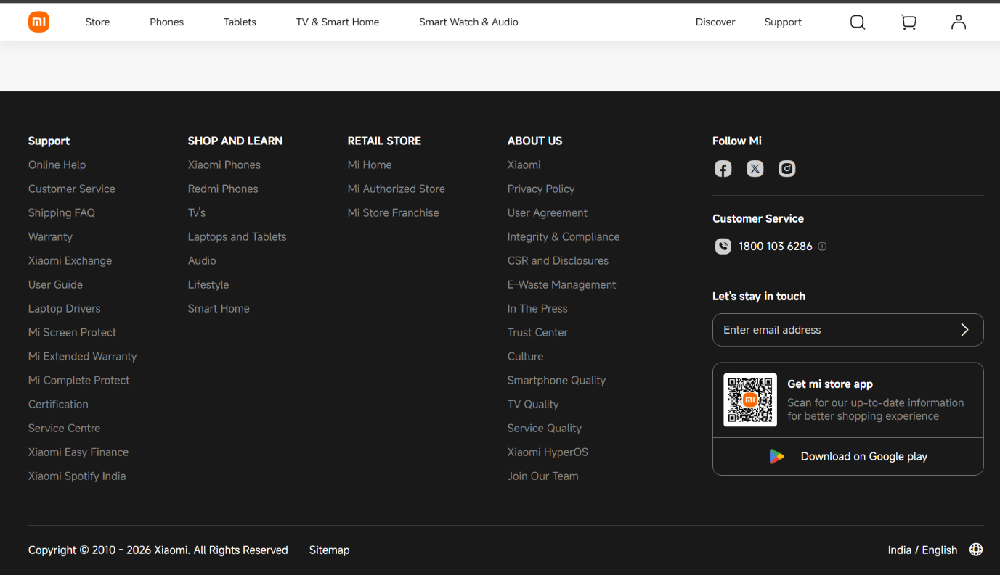 mi
Store
Phones
Tablets
TV & Smart Home
Smart Watch & Audio
Discover
Support
Support
Online Help
Customer Service
Shipping FAQ
Warranty
Xiaomi Exchange
User Guide
Laptop Drivers
Mi Screen Protect
Mi Extended Warranty
Mi Complete Protect
Certification
Service Centre
Xiaomi Easy Finance
Xiaomi Spotify India
SHOP AND LEARN
Xiaomi Phones
Redmi Phones
Tv's
Laptops and Tablets
Audio
Lifestyle
Smart Home
RETAIL STORE
Mi Home
Mi Authorized Store
Mi Store Franchise
ABOUT US
Xiaomi
Privacy Policy
User Agreement
Integrity & Compliance
CSR and Disclosures
E-Waste Management
In The Press
Trust Center
Culture
Smartphone Quality
TV Quality
Service Quality
Xiaomi HyperOS
Join Our Team
Follow Mi
Customer Service
1800 103 6286
Let's stay in touch
Enter email address
mi
Get mi store app
Scan for our up-to-date information
for better shopping experience
Download on Google play
Copyright © 2010 - 2026 Xiaomi. All Rights Reserved
Sitemap
India / English